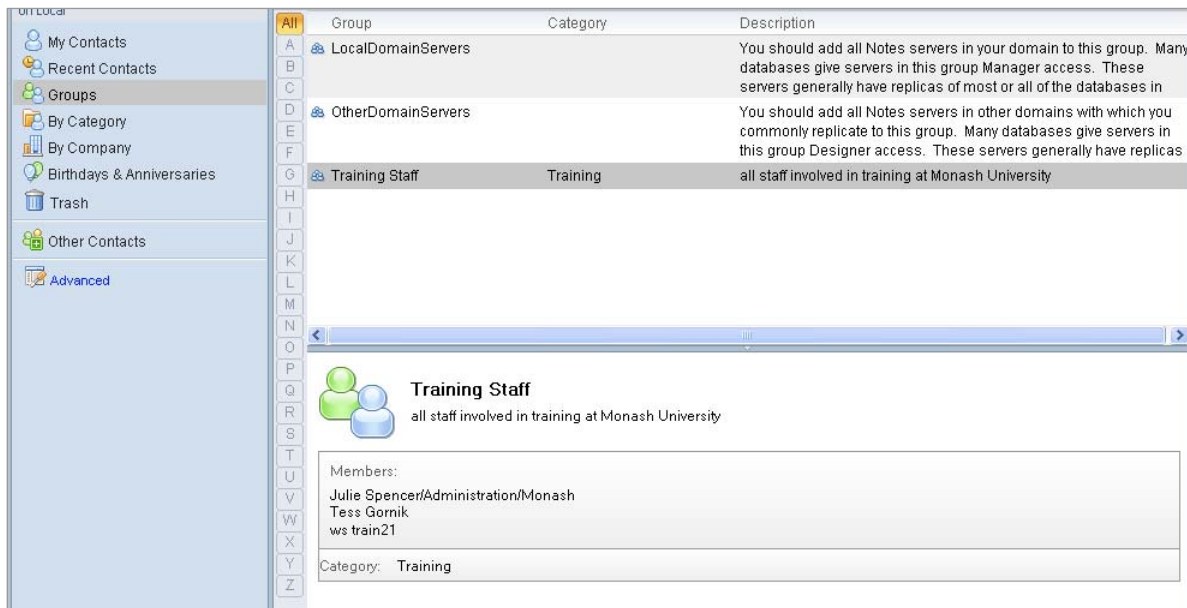 on Local
My Contacts
Recent Contacts
Groups
By Category
By Company
Birthdays & Anniversaries
Trash
Other Contacts
Advanced
All
A
B
C
D
E
F
G
H
I
J
K
L
M
N
O
P
Q
R
S
T
U
V
W
X
Y
Z
Group Category Description
LocalDomainServers
You should add all Notes servers in your domain to this group. Many
databases give servers in this group Manager access. These
servers generally have replicas of most or all of the databases in
OtherDomainServers
You should add all Notes servers in other domains with which you
commonly replicate to this group. Many databases give servers in
this group Designer access. These servers generally have replicas
Training Staff Training all staff involved in training at Monash University
Training Staff
all staff involved in training at Monash University
Members:
Julie Spencer/Administration/Monash
Tess Gornik
ws train21
Category: Training